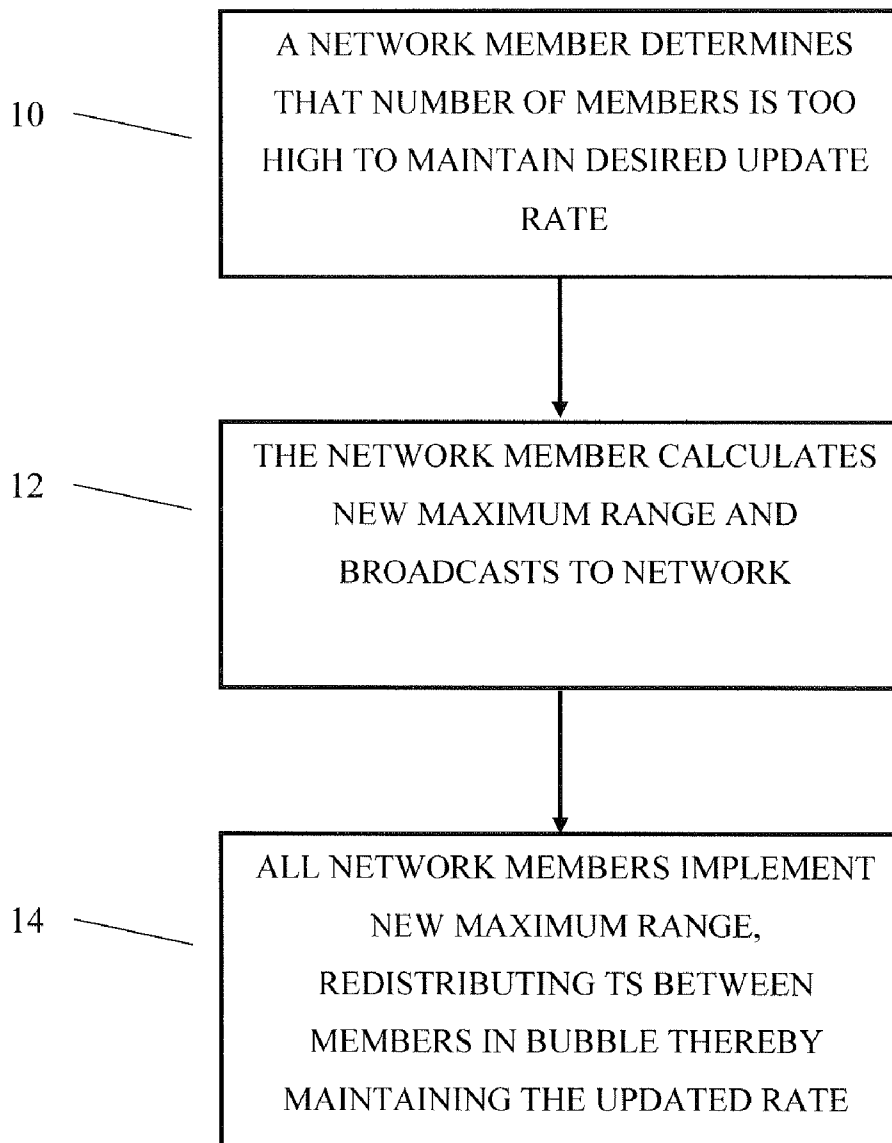 A NETWORK MEMBER DETERMINES
THAT NUMBER OF MEMBERS IS TOO
HIGH TO MAINTAIN DESIRED UPDATE
RATE
10
THE NETWORK MEMBER CALCULATES
NEW MAXIMUM RANGE AND
BROADCASTS TO NETWORK
12
ALL NETWORK MEMBERS IMPLEMENT
NEW MAXIMUM RANGE,
REDISTRIBUTING TS BETWEEN
MEMBERS IN BUBBLE THEREBY
MAINTAINING THE UPDATED RATE
14